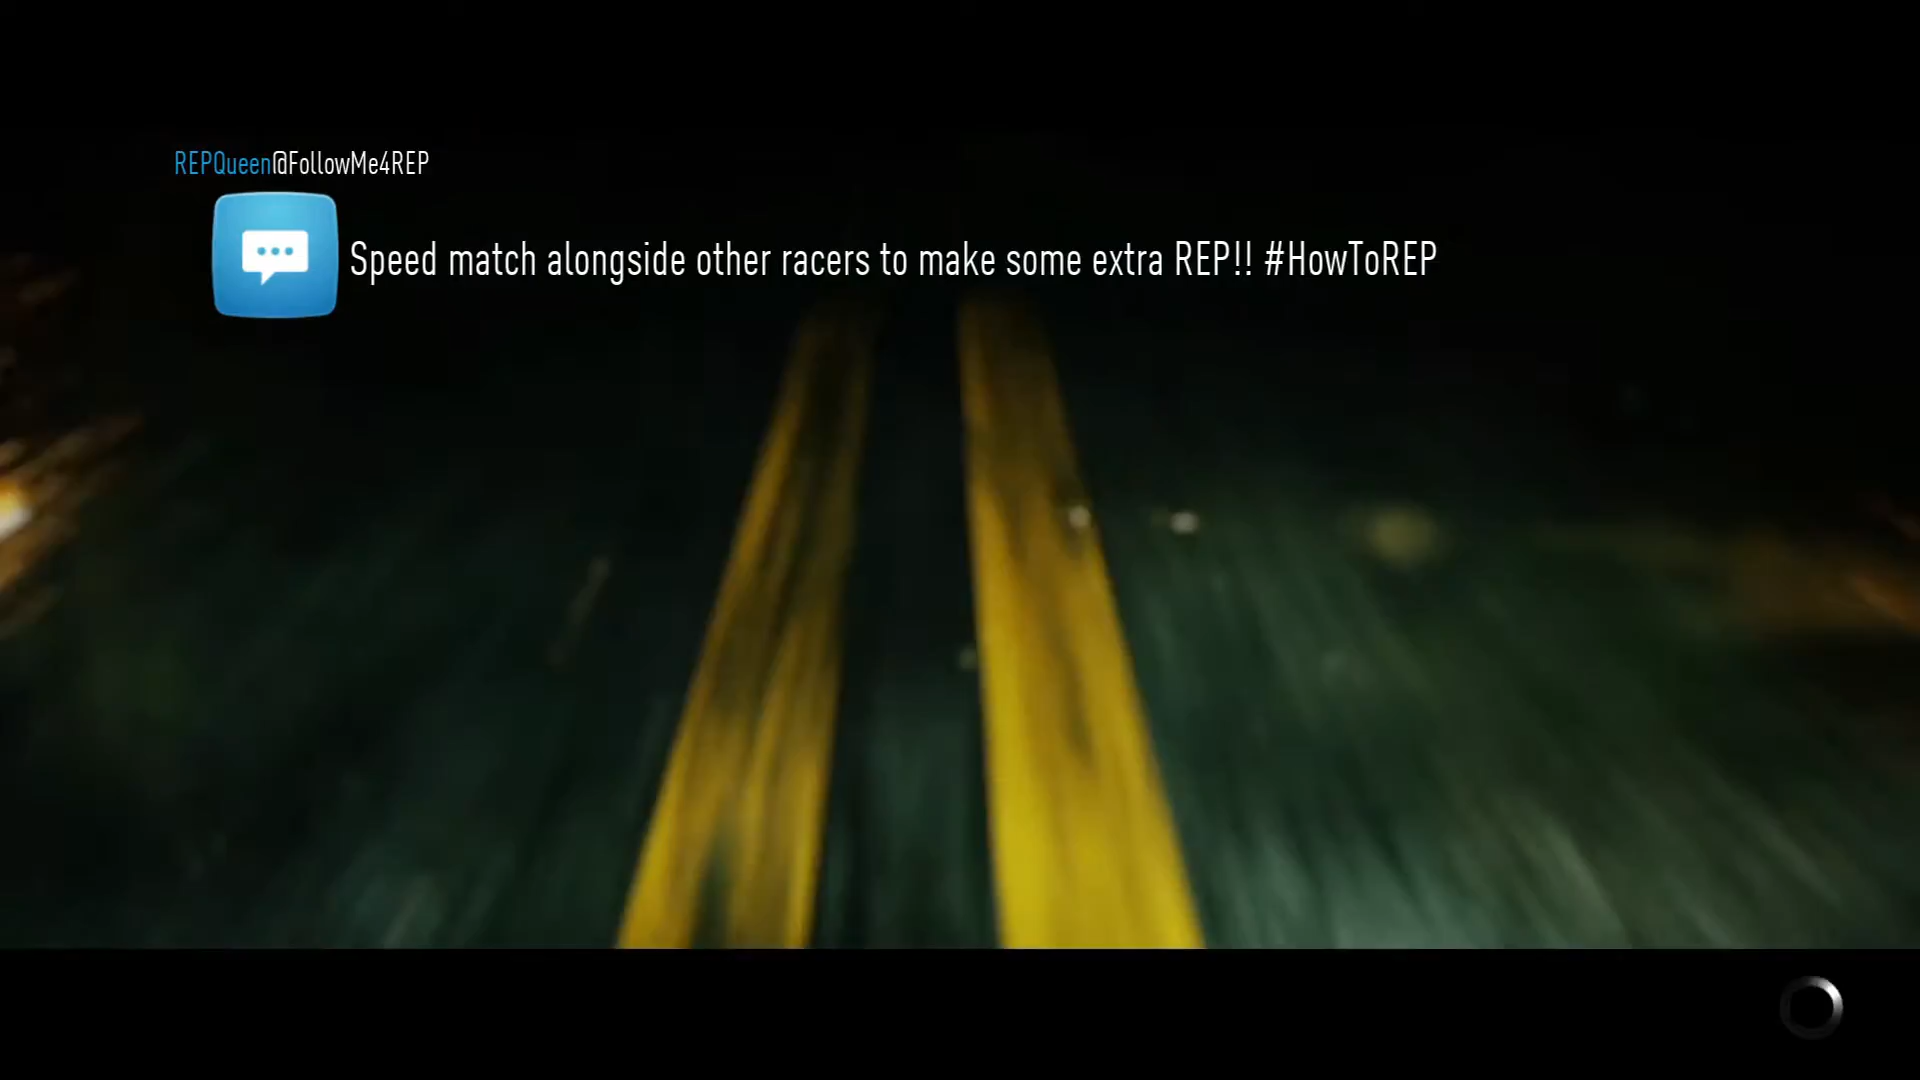 REPQueen@FollowMe4REP
Speed match alongside other racers to make some extra REP!! #HowToREP